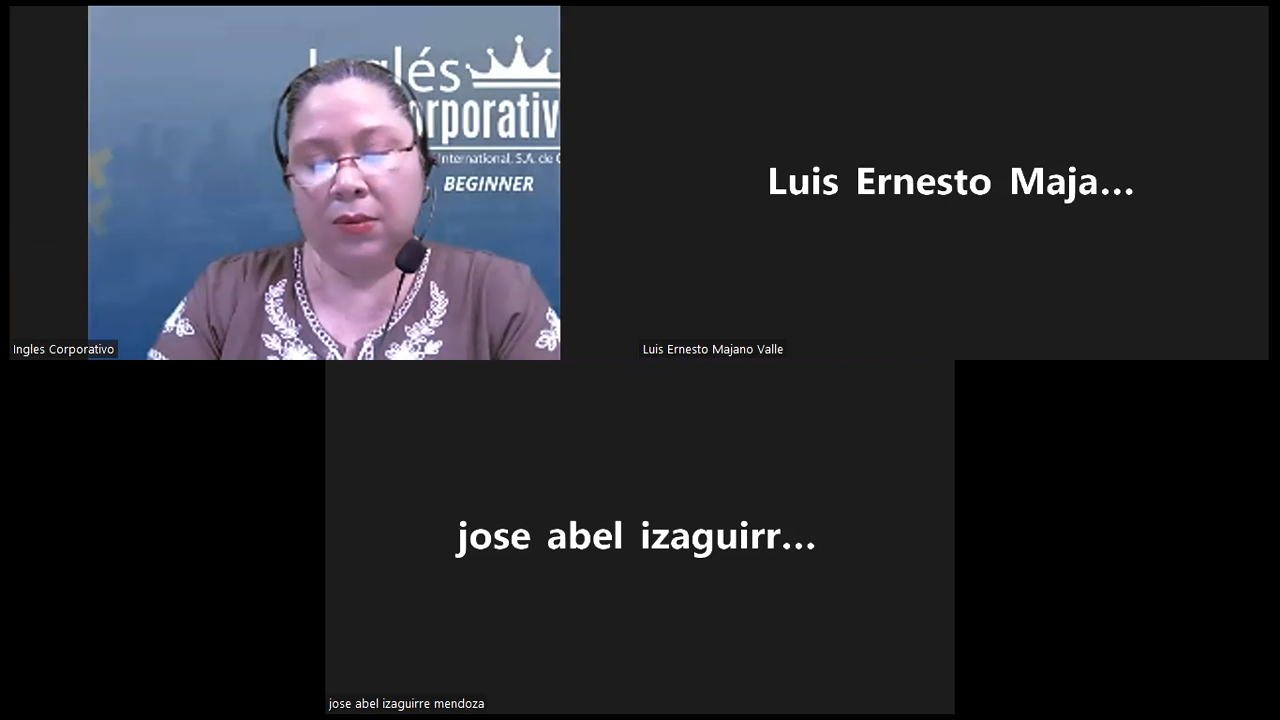 Inglés
orporativ
International, S.A. de
BEGINNER
Luis Ernesto Maja...
Ingles Corporativo
Luis Ernesto Majano Valle
jose abel izaguirr...
jose abel izaguirre mendoza